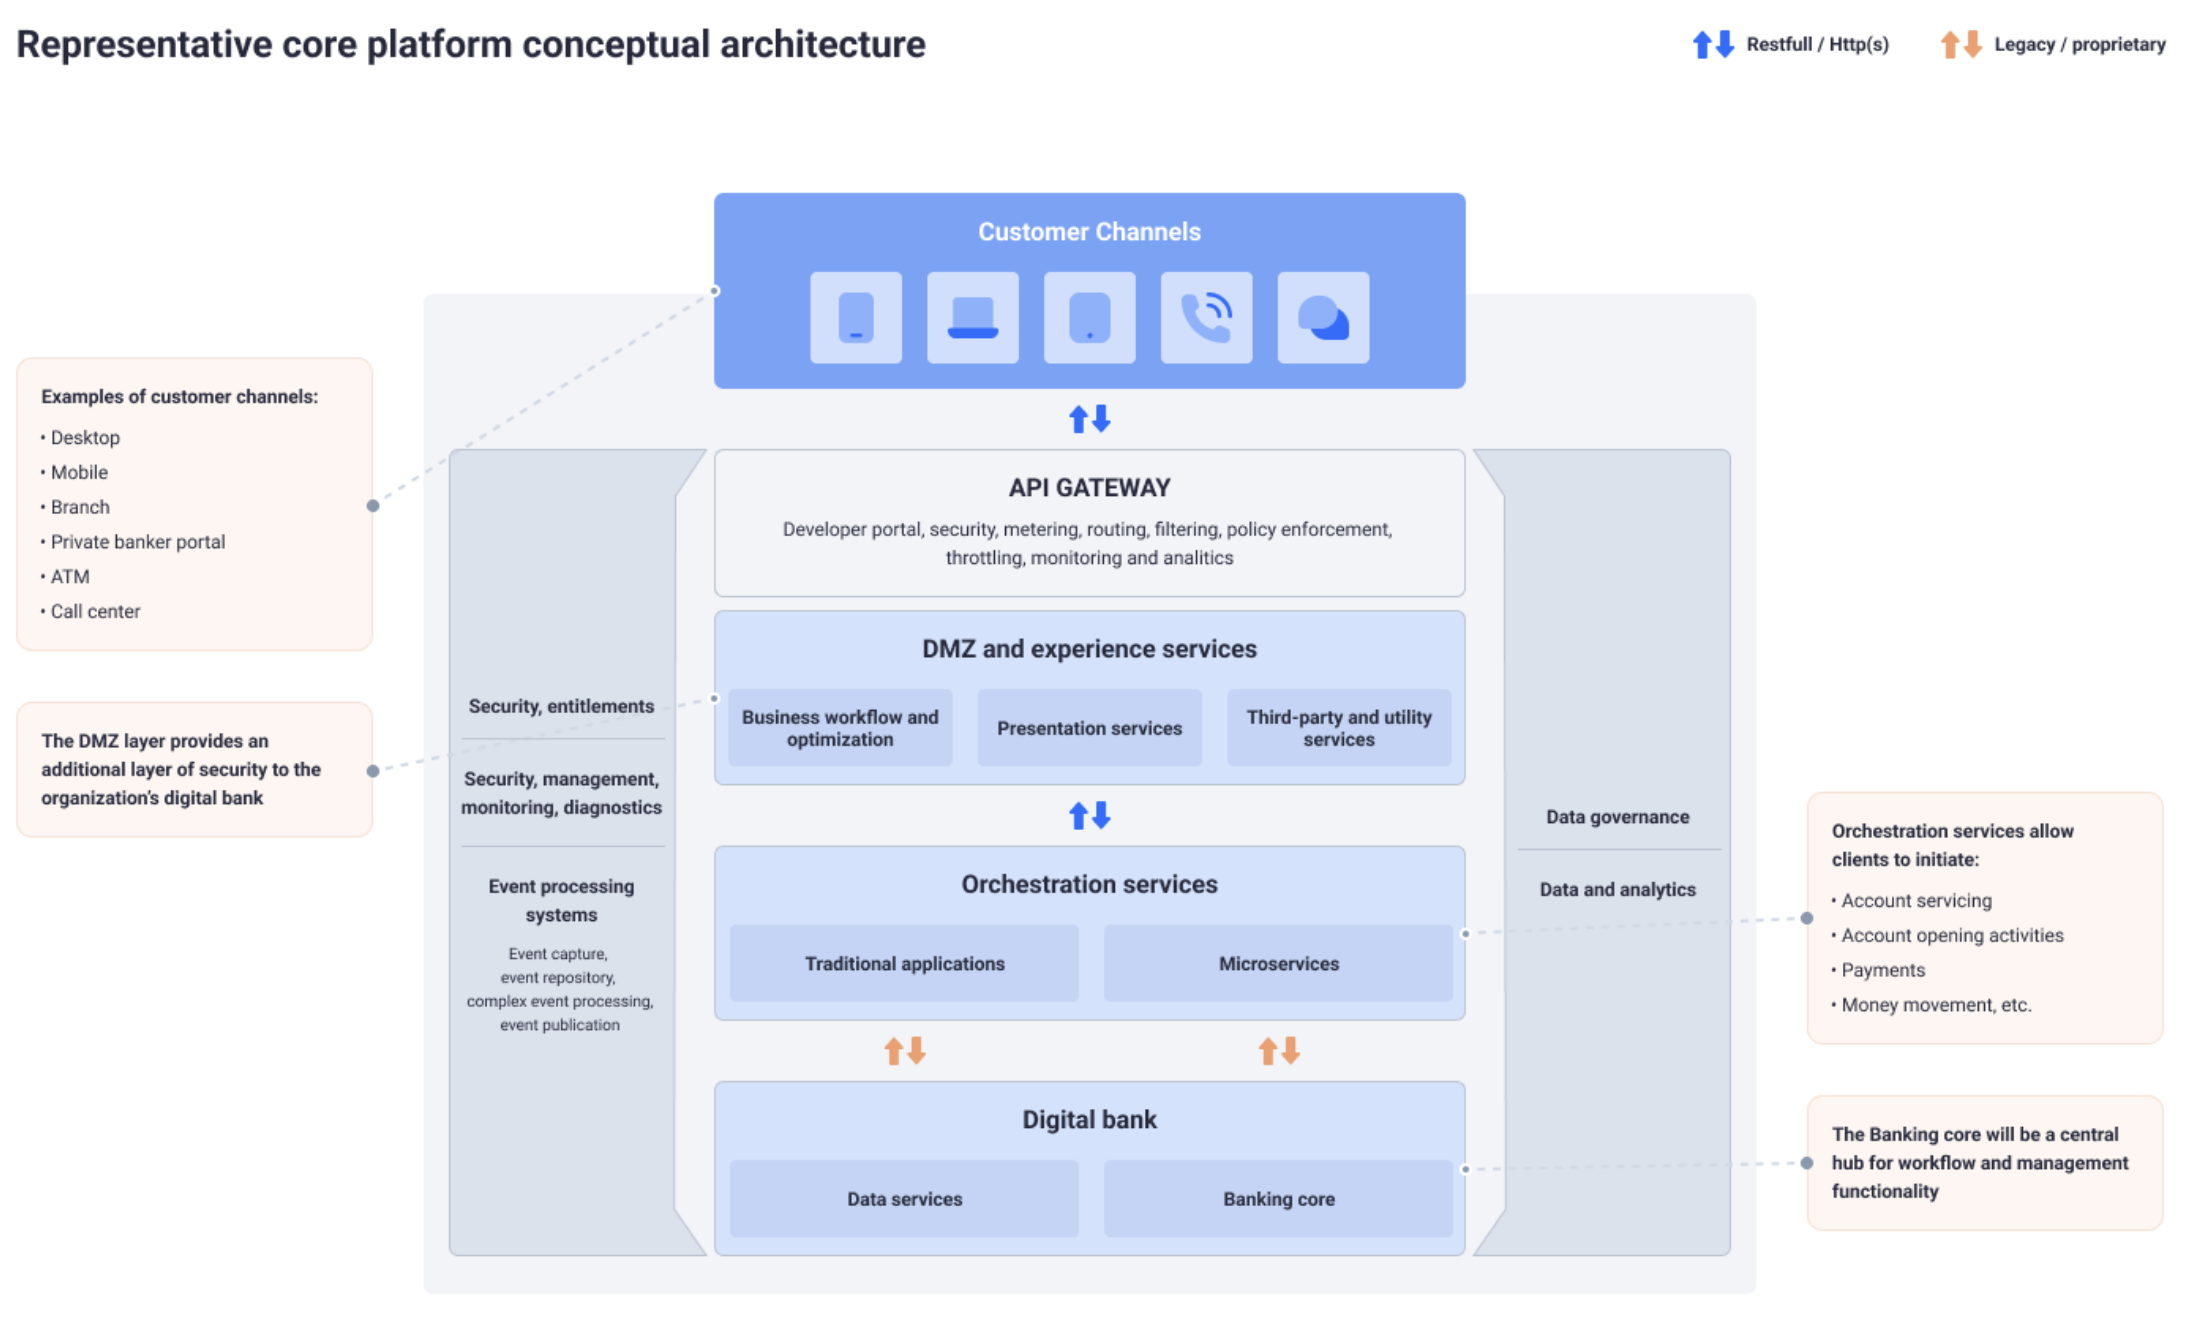 Representative core platform conceptual architecture
Restfull / Http(s)
Legacy / proprietary
Customer Channels
Examples of customer channels:
• Desktop
• Mobile
• Branch
• Private banker portal
• ATM
• Call center
The DMZ layer provides an
additional layer of security to the
organization's digital bank
Security, entitlements
Security, management,
monitoring, diagnostics
Event processing
systems
Event capture,
event repository,
complex event processing,
event publication
API GATEWAY
Developer portal, security, metering, routing, filtering, policy enforcement,
throttling, monitoring and analitics
DMZ and experience services
Business workflow and
optimization
Presentation services
Third-party and utility
services
Orchestration services
Traditional applications
Microservices
Digital bank
Data services
Banking core
Data governance
Data and analytics
Orchestration services allow
clients to initiate:
• Account servicing
• Account opening activities
• Payments
• Money movement, etc.
The Banking core will be a central
hub for workflow and management
functionality